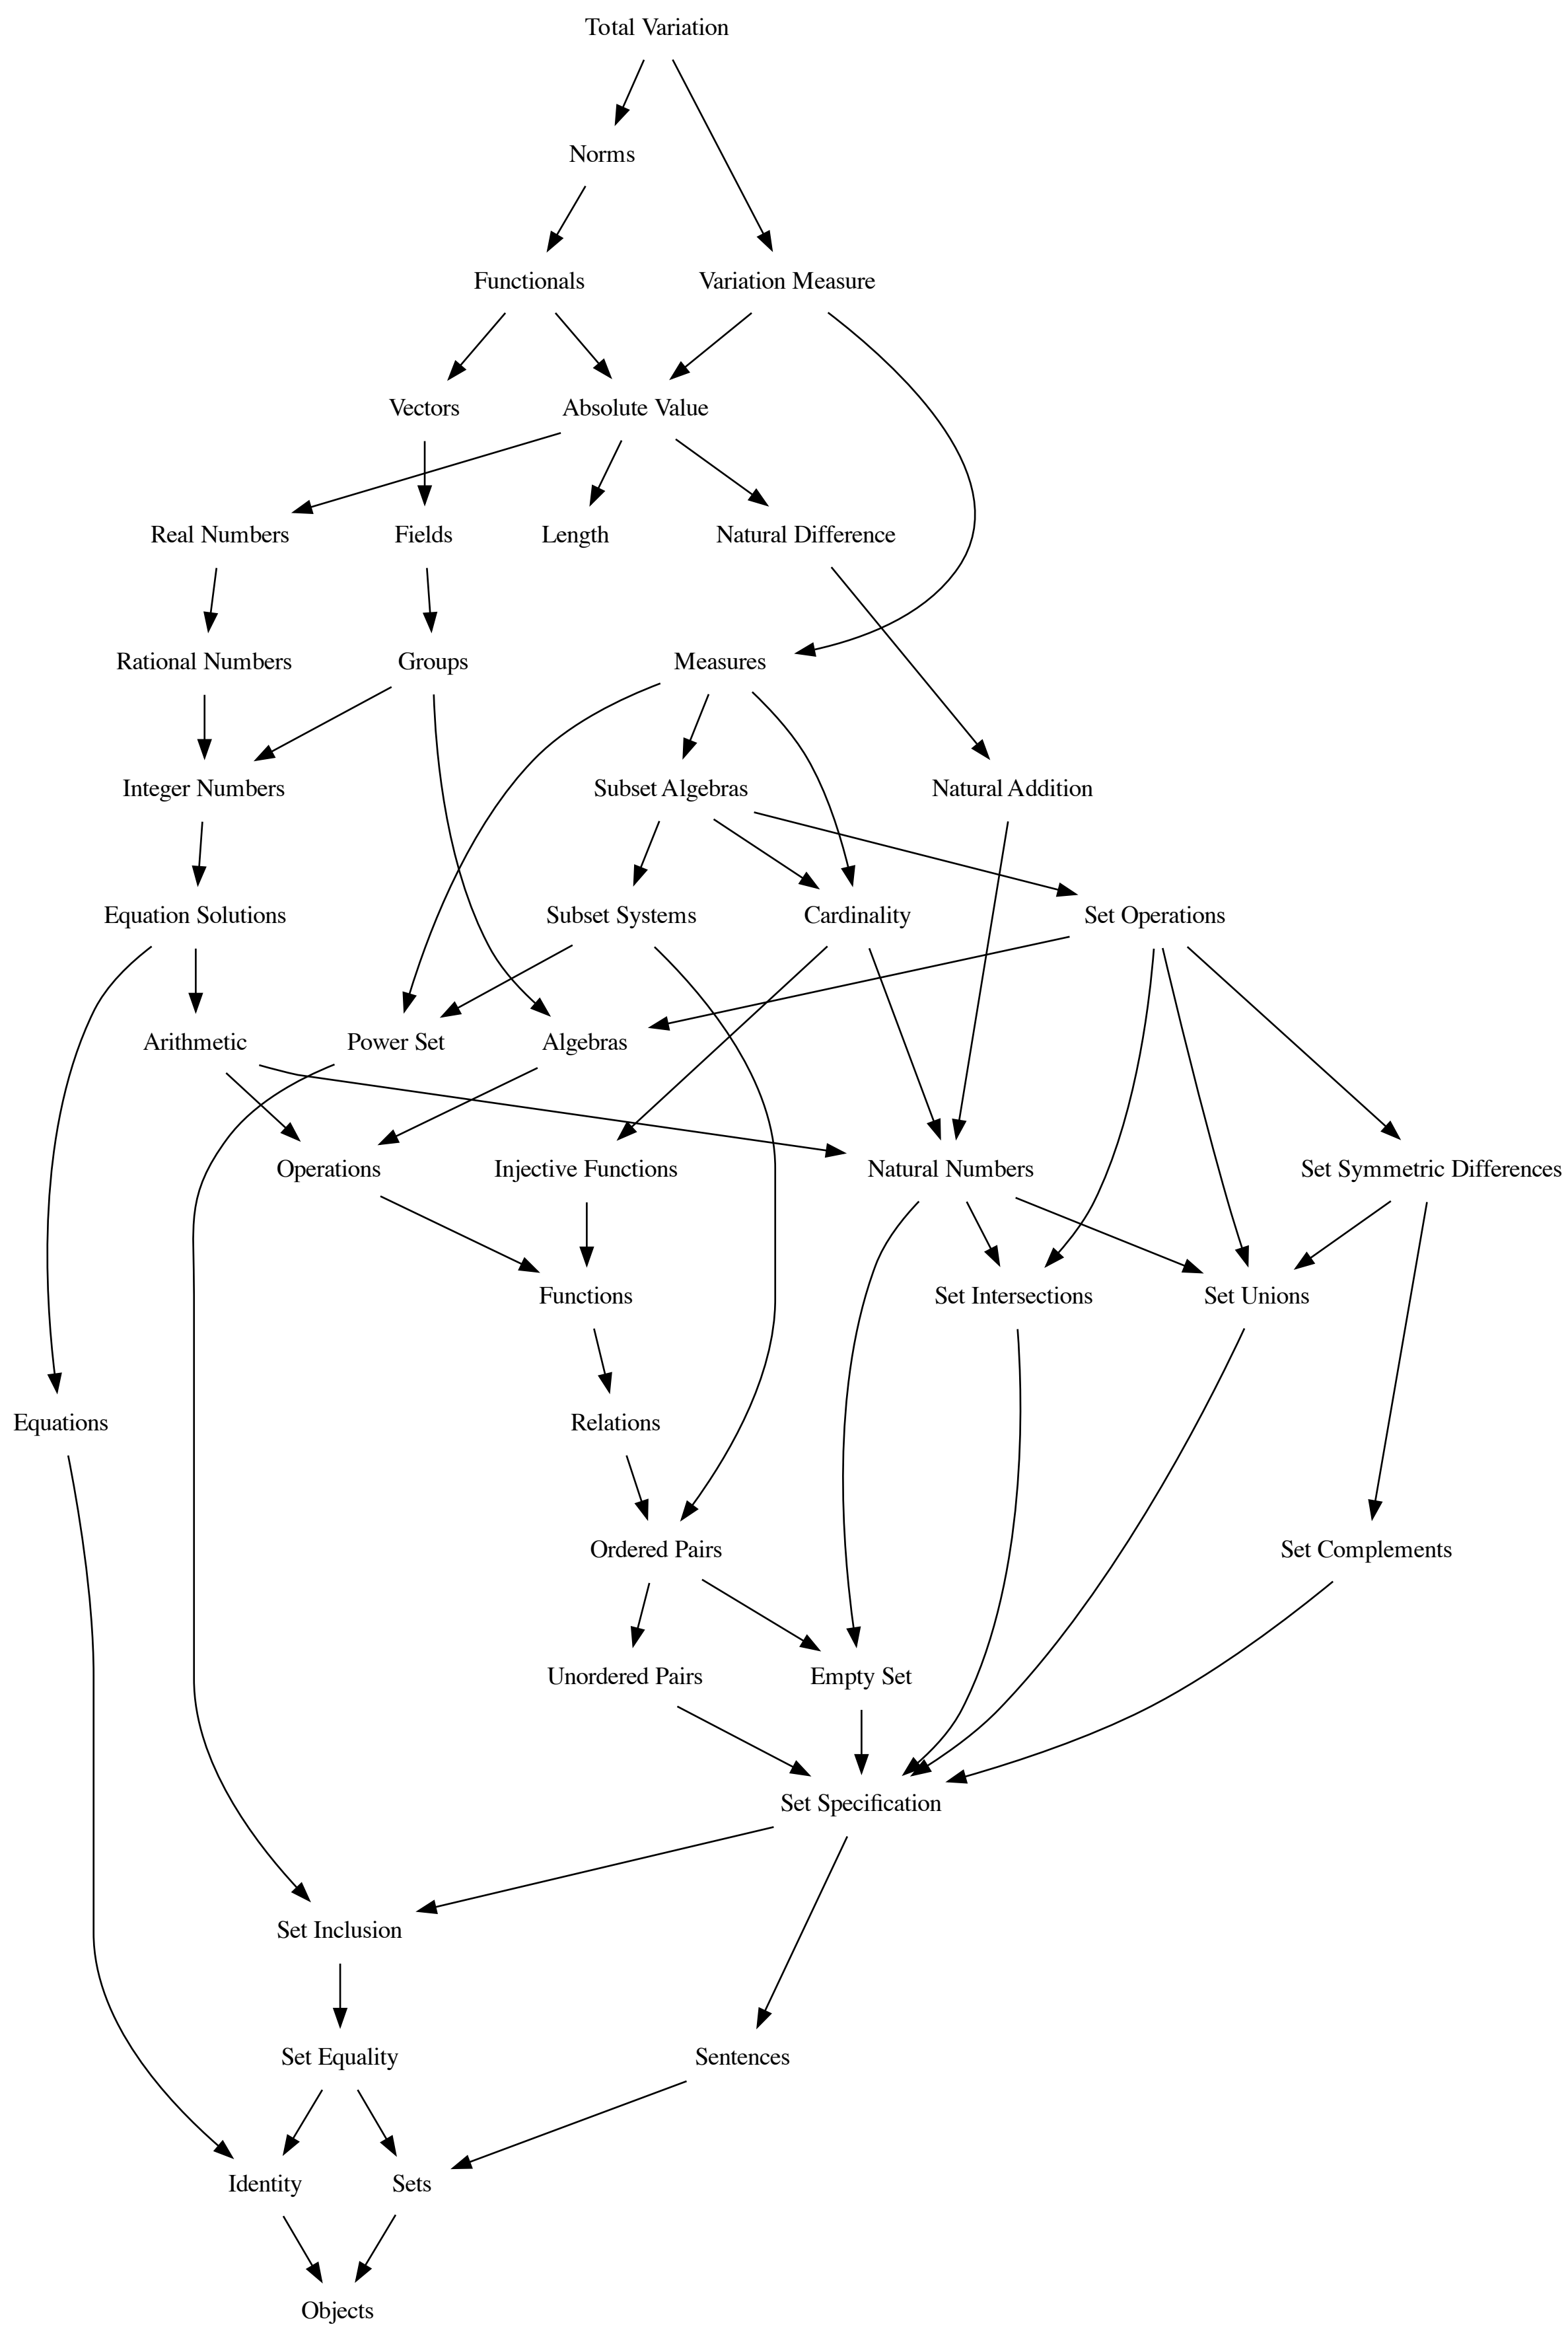 Total Variation
Norms
Functionals
Variation Measure
Vectors
Absolute Value
Real Numbers
Fields
Length
Natural Difference
Rational Numbers
Groups
Measures
Integer Numbers
Subset Algebras
Natural Addition
Equation Solutions
Subset Systems
Cardinality
Set Operations
Arithmetic
Power Set
Algebras
Operations
Injective Functions
Natural Numbers
Set Symmetric Differences
Functions
Set Intersections
Set Unions
Equations
Relations
Ordered Pairs
Set Complements
Unordered Pairs
Empty Set
Set Specification
Set Inclusion
Set Equality
Sentences
Identity
Sets
Objects